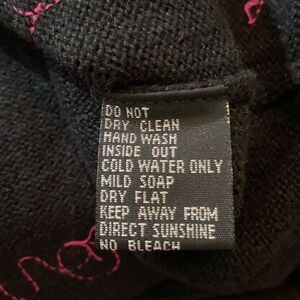 DO NOT
DRY CLEAN
HAND WASH
INSIDE OUT
COLD WATER ONLY
MILD SOAP
DRY FLAT
KEEP AWAY FROM
DIRECT SUNSHINE
NO BLEACH